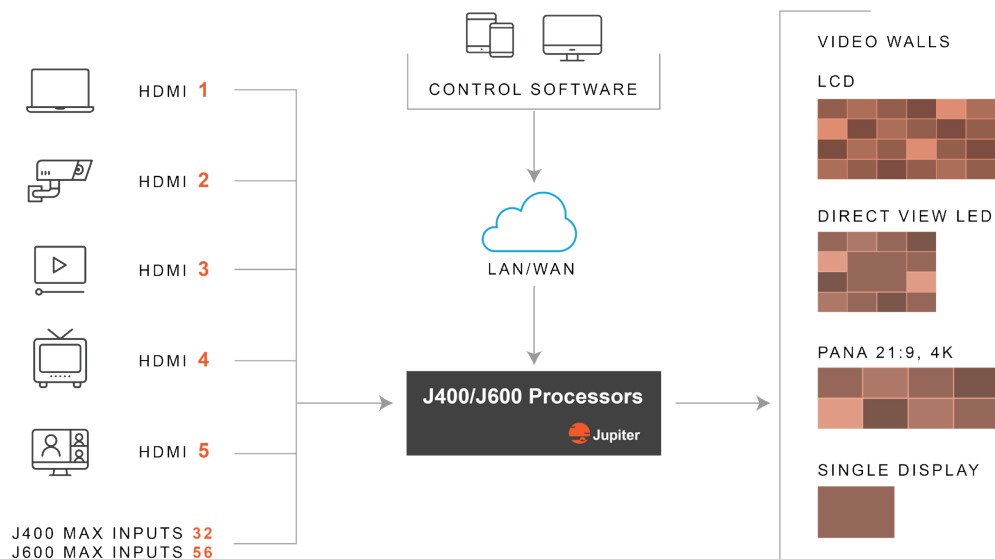 HDMI 1
HDMI 2
HDMI 3
HDMI 4
HDMI 5
J400 MAX INPUTS 32
J600 MAX INPUTS 56
CONTROL SOFTWARE
LAN/WAN
J400/J600 Processors
Jupiter
VIDEO WALLS
LCD
DIRECT VIEW LED
PANA 21:9, 4K
SINGLE DISPLAY